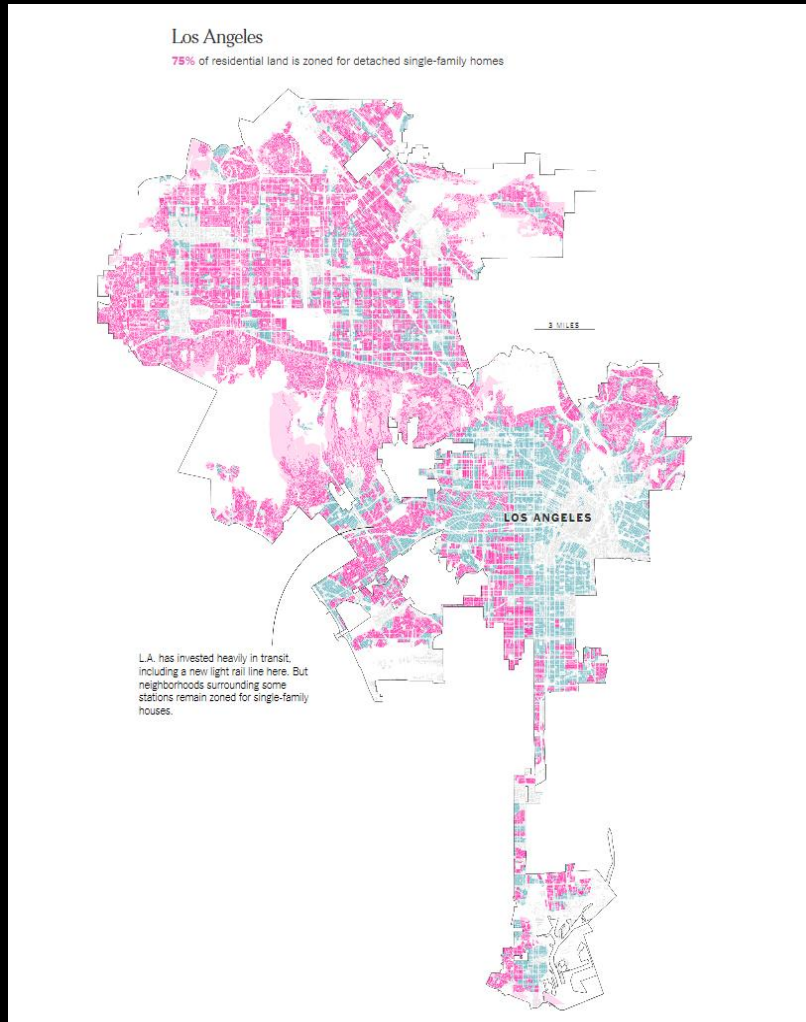 Los Angeles
75% of residential land is zoned for detached single-family homes
3 MILES
LOS ANGELES
L.A. has invested heavily in transit,
including a new light rail line here. But
neighborhoods surrounding some
stations remain zoned for single-family
houses.